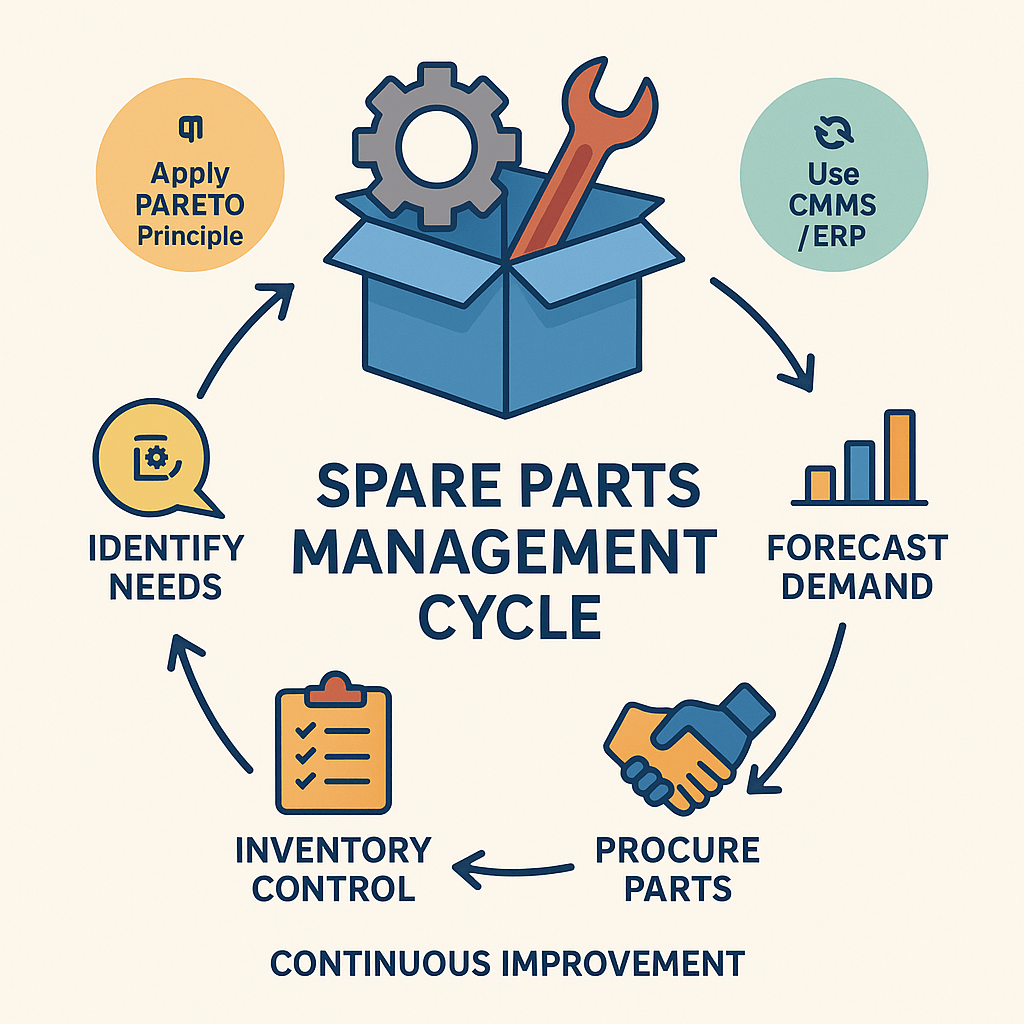 Apply
PARETO
Principle
Use
CMMS
/ERP
SPARE PARTS
MANAGEMENT
CYCLE
IDENTIFY
NEEDS
FORECAST
DEMAND
INVENTORY
CONTROL
PROCURE
PARTS
CONTINUOUS IMPROVEMENT